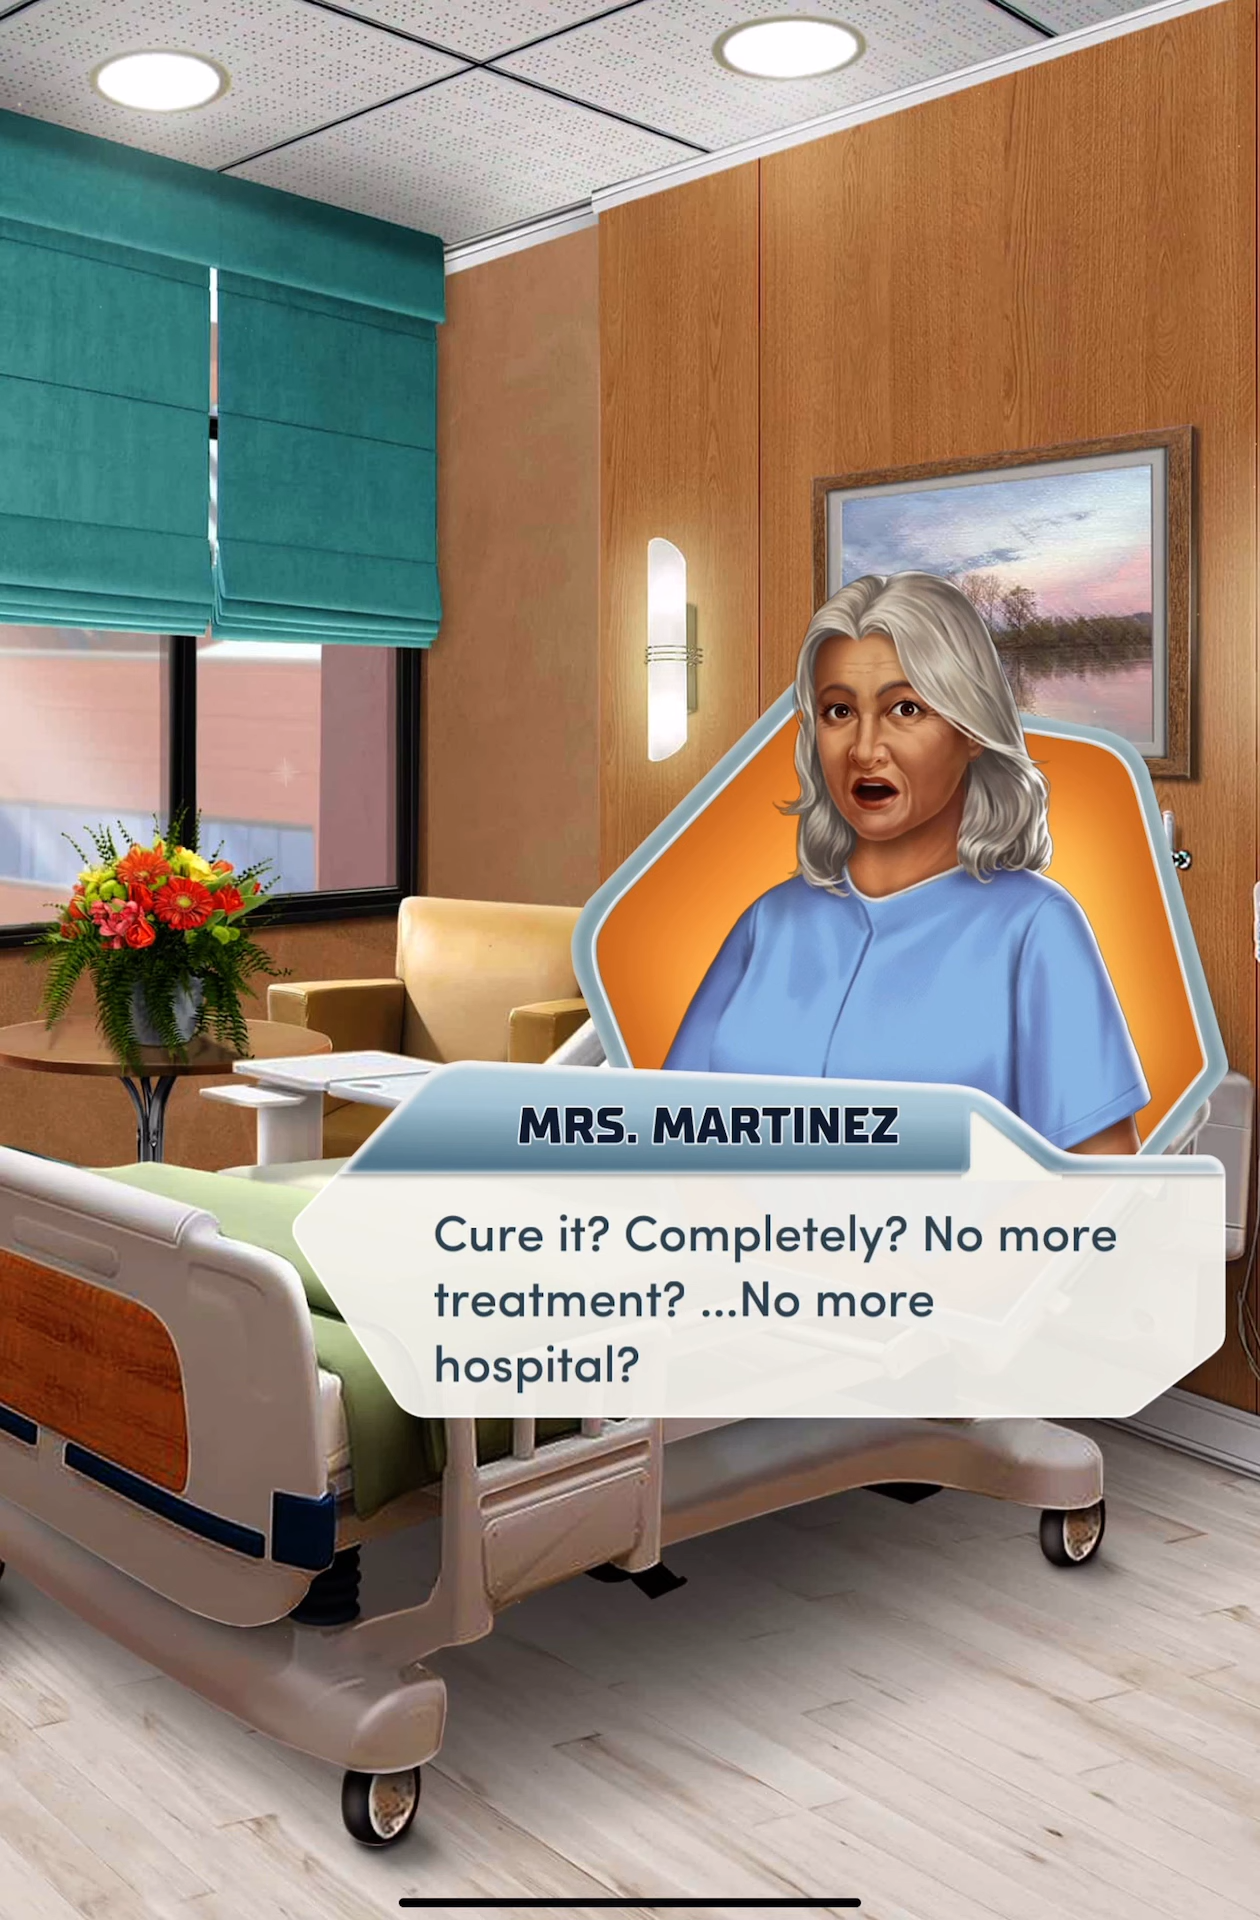 MRS. MARTINEZ
Cure it? Completely? No more
treatment? ...No more
hospital?